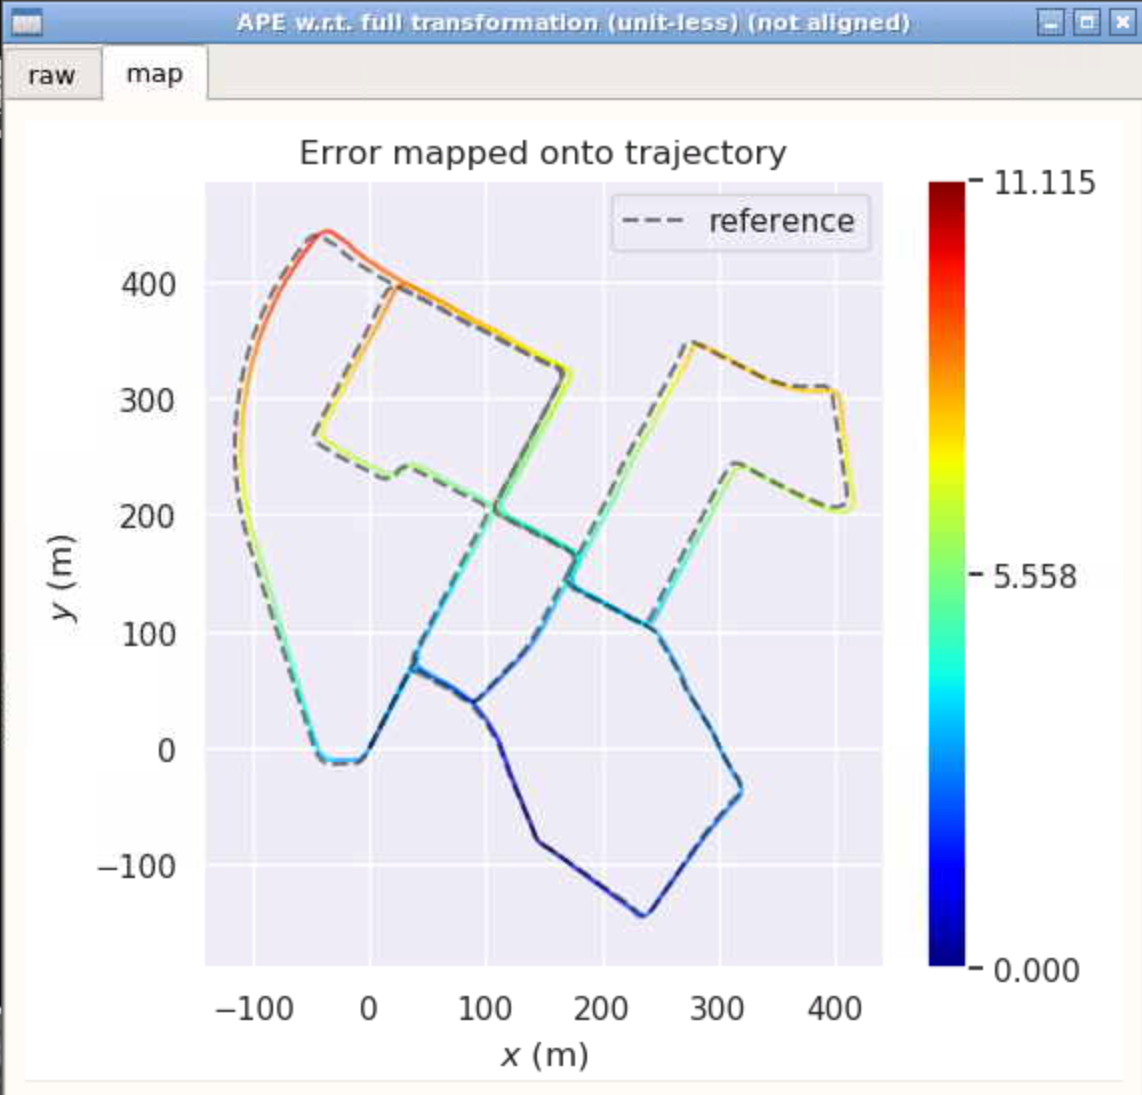 APE w.r.t. full transformation (unit-less) (not aligned)
raw
map
Error mapped onto trajectory
reference
11.115
5.558
0.000
400
300
200
100
0
−100
y (m)
−100
0
100
200
300
400
x (m)